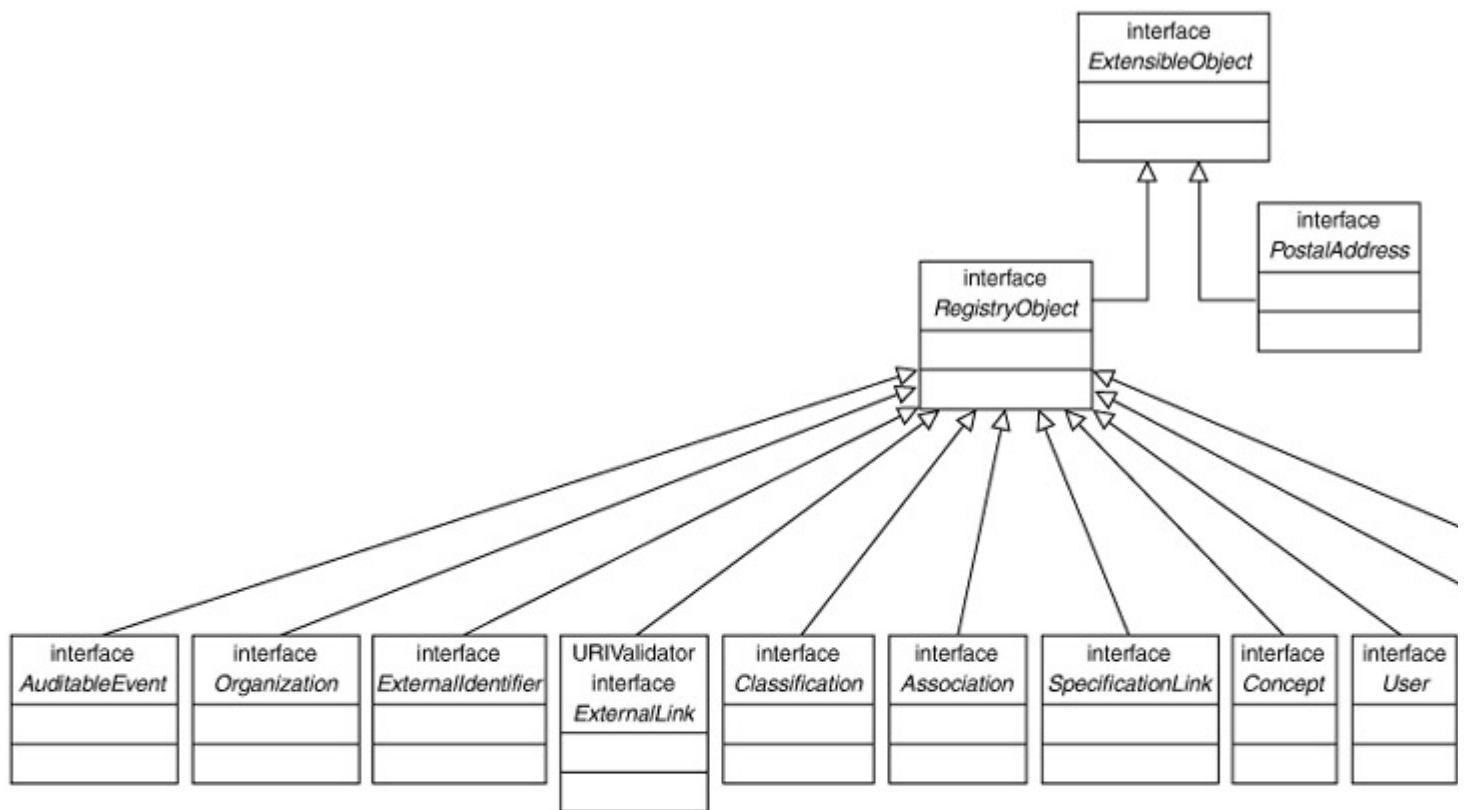 interface
ExtensibleObject
interface
PostalAddress
interface
RegistryObject
interface
AuditableEvent
interface
Organization
interface
ExternalIdentifier
URIValidator
interface
ExternalLink
interface
Classification
interface
Association
interface
SpecificationLink
interface
Concept
interface
User